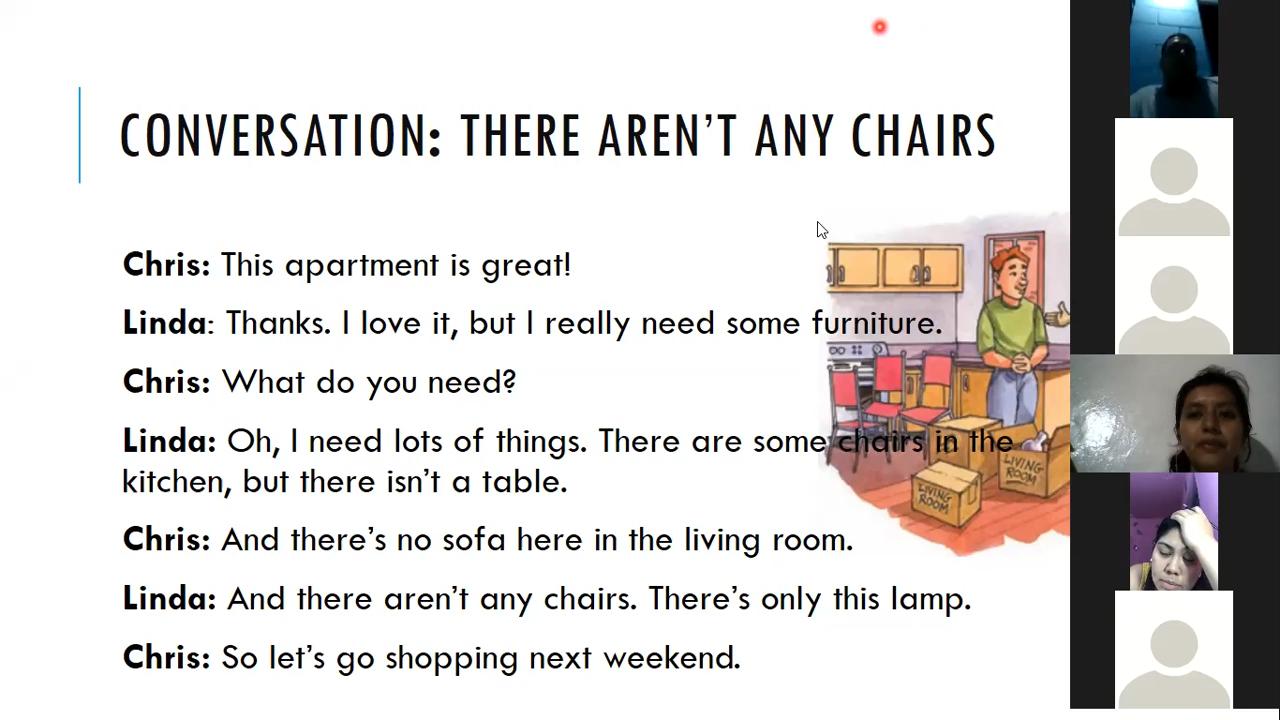 CONVERSATION: THERE AREN'T ANY CHAIRS
Chris: This apartment is great!
Linda: Thanks. I love it, but I really need some furniture.
Chris: What do you need?
Linda: Oh, I need lots of things. There are some chairs in the
kitchen, but there isn't a table.
Chris: And there's no sofa here in the living room.
Linda: And there aren't any chairs. There's only this lamp.
Chris: So let's go shopping next weekend.
LIVING
ROOM
LIVING
ROOM